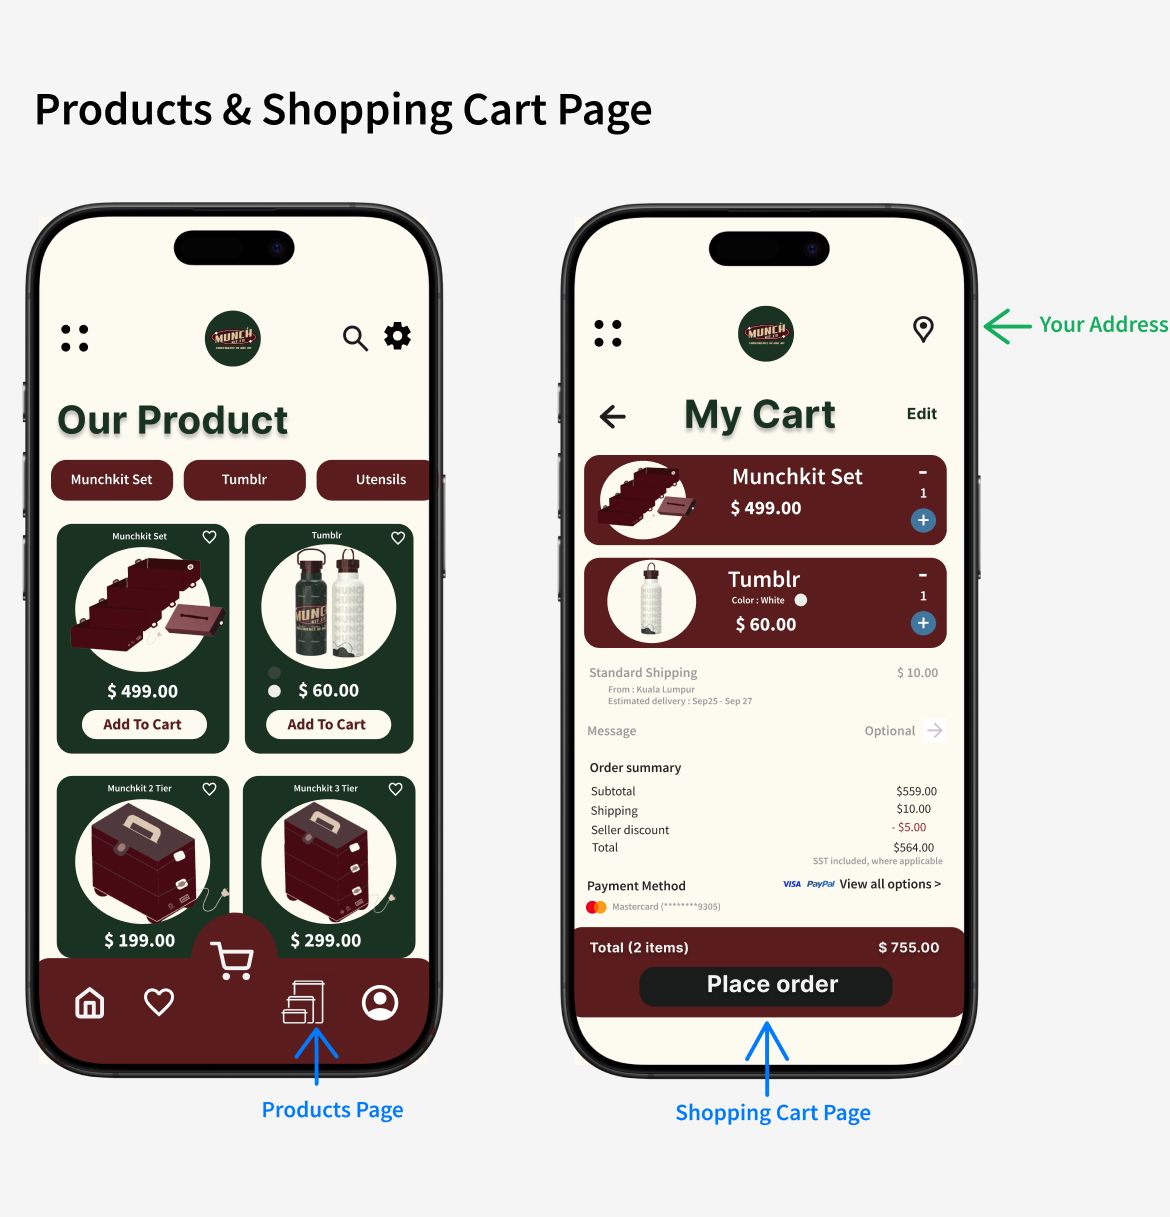 Products & Shopping Cart Page
Your Address
MUNCH
Our Product
Munchkit Set
Tumblr
Utensils
Munchkit Set
Tumblr
MUNCH
$ 499.00
$ 60.00
Add To Cart
Add To Cart
Munchkit 2 Tier
Munchkit 3 Tier
$ 199.00
$ 299.00
Products Page
MUNCH
My Cart
Edit
Munchkit Set
-
1
$ 499.00
+
Tumblr
-
Color : White
1
$ 60.00
+
Standard Shipping
$ 10.00
From : Kuala Lumpur
Estimated delivery : Sep25 - Sep 27
Message
Optional
Order summary
Subtotal
$559.00
Shipping
$10.00
Seller discount
- $5.00
Total
$564.00
SST included, where applicable
Payment Method
VISA PayPal View all options >
Mastercard (********9305)
Total (2 items)
$ 755.00
Place order
Shopping Cart Page